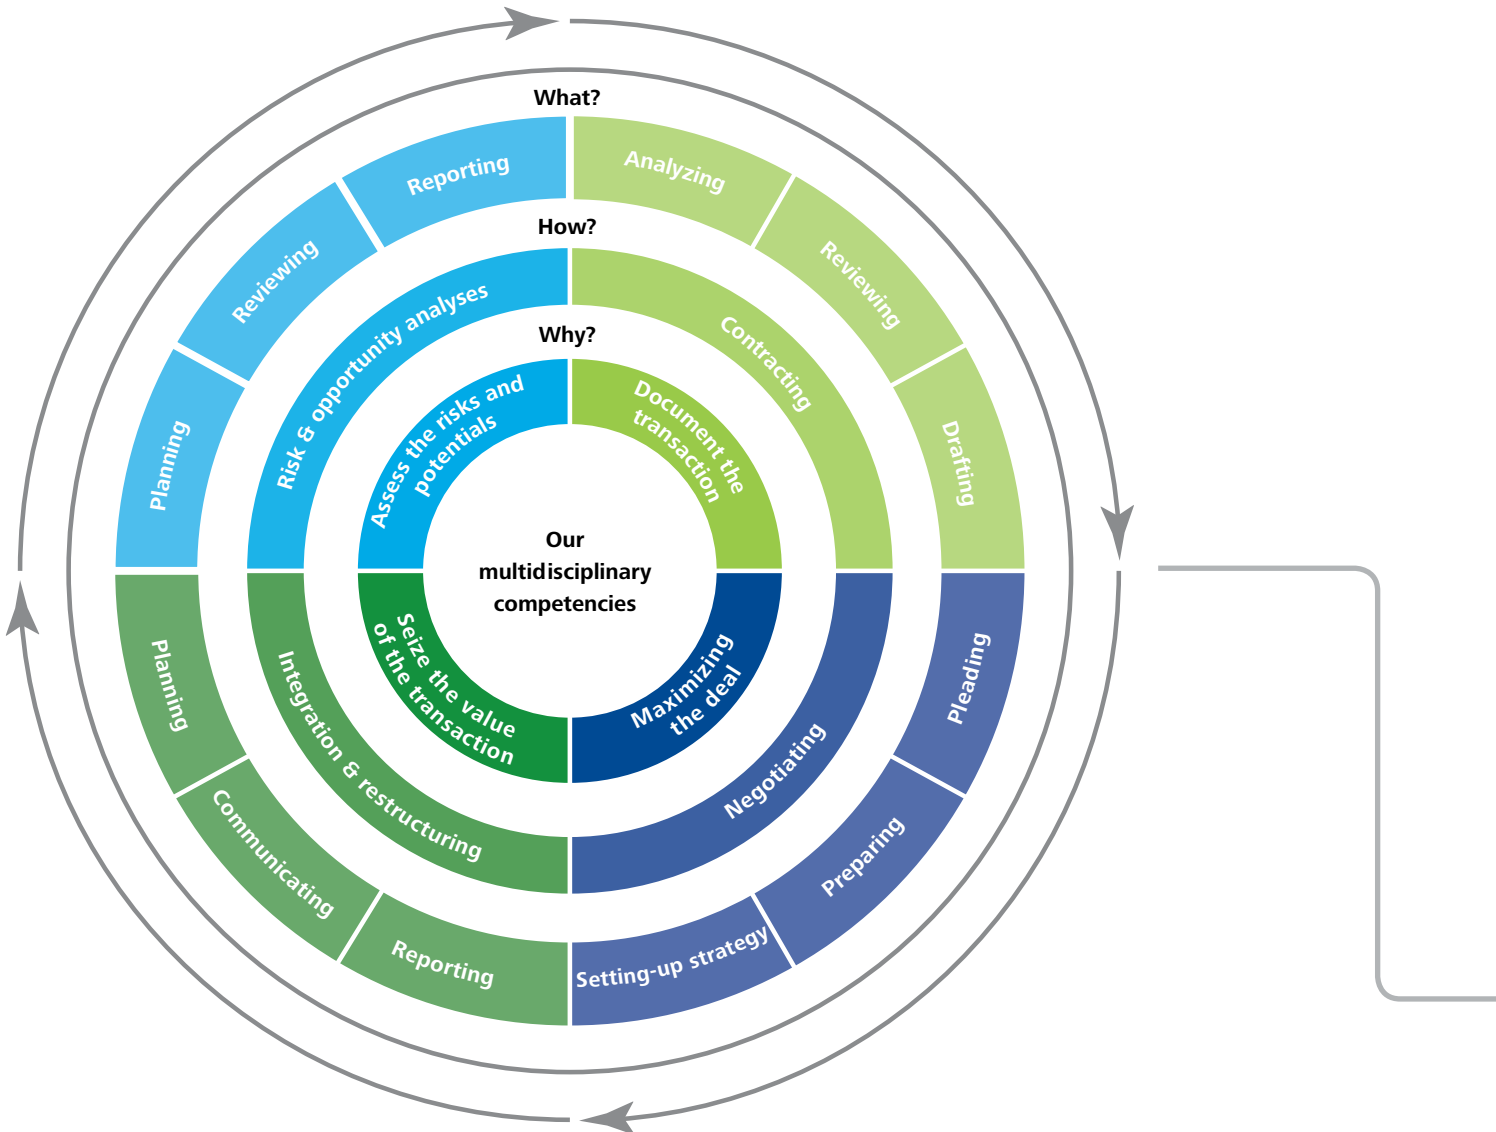 What?
Reporting
Analyzing
Reviewing
Reviewing
Planning
Drafting
How?
Risk & opportunity analyses
Contracting
Why?
Assess the risks and
potentials
Document the
transaction
Our
multidisciplinary
competencies
Seize the value
of the transaction
Maximizing
the deal
Integration & restructuring
Negotiating
Planning
Pleading
Communicating
Preparing
Reporting
Setting-up strategy